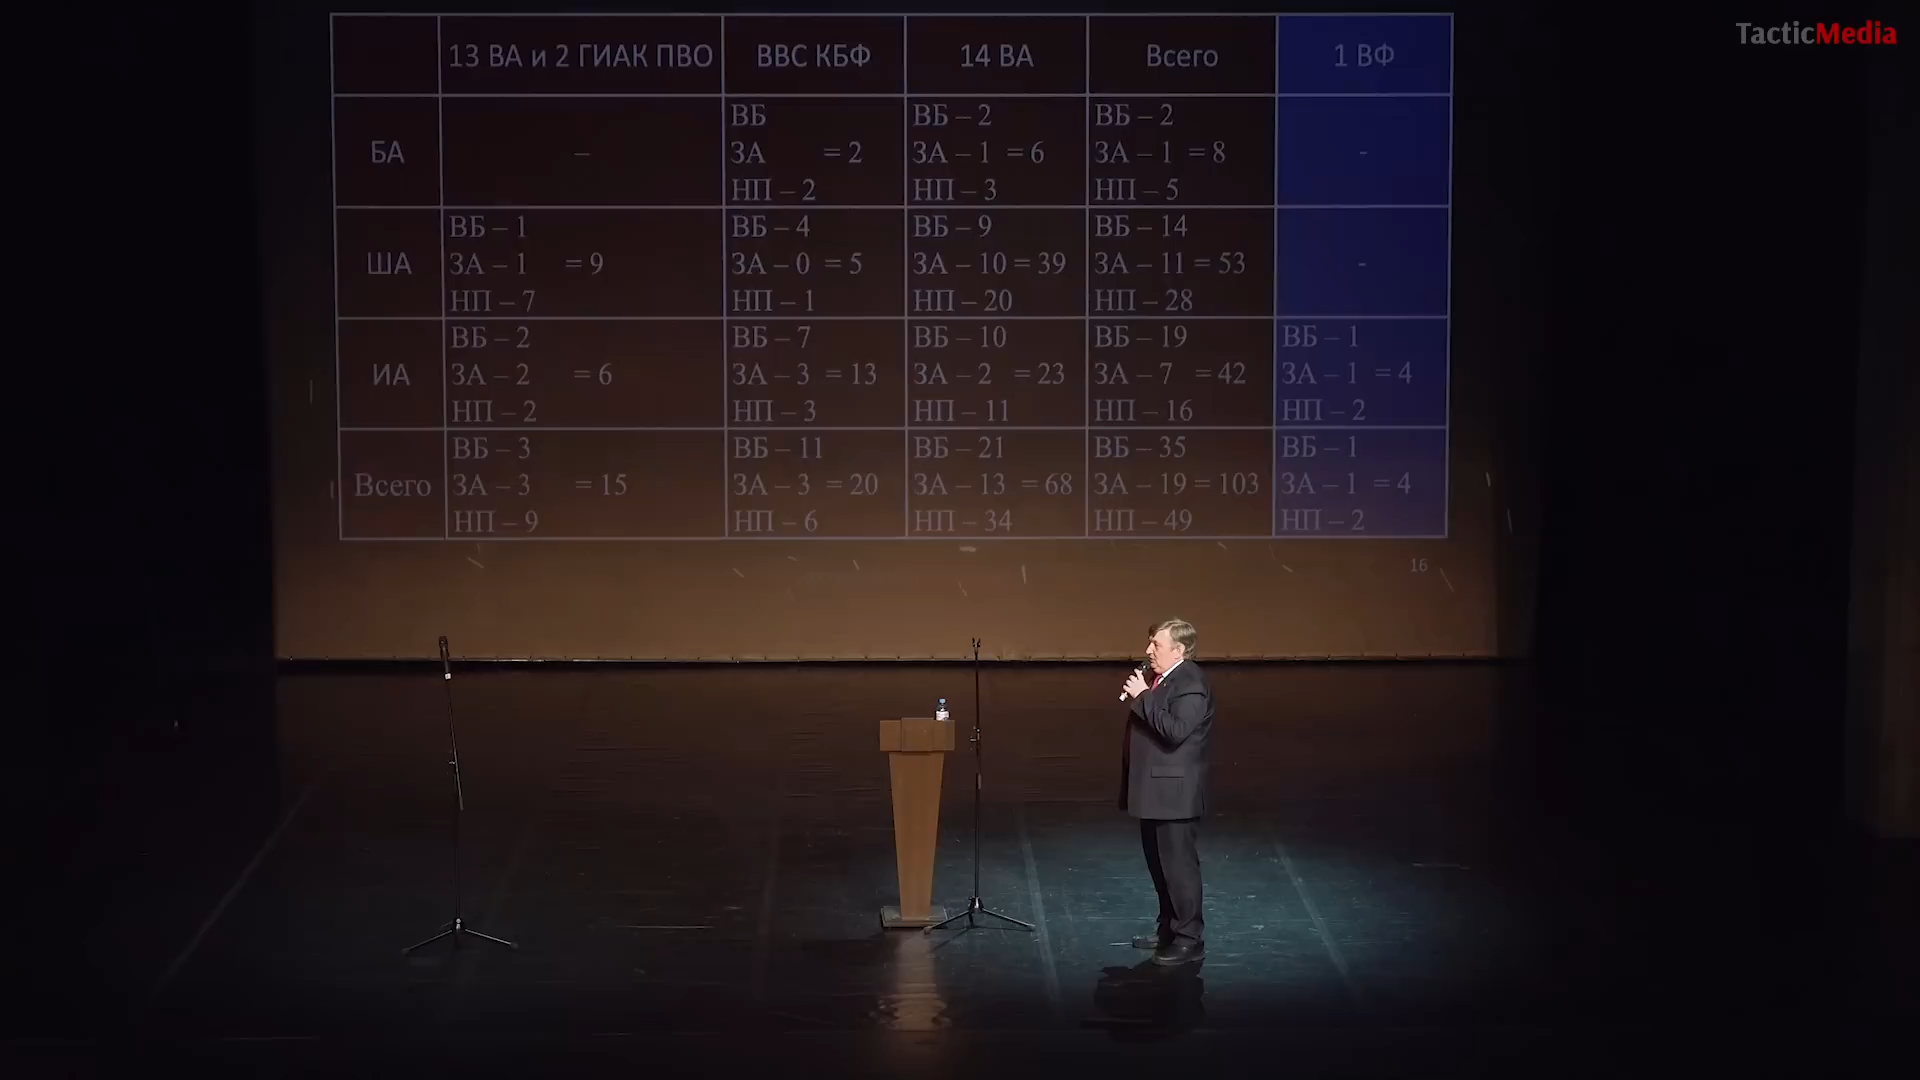 TacticMedia
13 ВА и 2 ГИАК ПВО
ВВС КБФ
14 ВА
Всего
1 ВФ
БА
–
ВБ
ЗА = 2
НП – 2
ВБ – 2
ЗА – 1 = 6
НП – 3
ВБ – 2
ЗА – 1 = 8
НП – 5
-
ША
ВБ – 1
ЗА – 1 = 9
НП – 7
ВБ – 4
ЗА – 0 = 5
НП – 1
ВБ – 9
ЗА – 10 = 39
НП – 20
ВБ – 14
ЗА – 11 = 53
НП – 28
-
ИА
ВБ – 2
ЗА – 2 = 6
НП – 2
ВБ – 7
ЗА – 3 = 13
НП – 3
ВБ – 10
ЗА – 2 = 23
НП – 11
ВБ – 19
ЗА – 7 = 42
НП – 16
ВБ – 1
ЗА – 1 = 4
НП – 2
Всего
ВБ – 3
ЗА – 3 = 15
НП – 9
ВБ – 11
ЗА – 3 = 20
НП – 6
ВБ – 21
ЗА – 13 = 68
НП – 34
ВБ – 35
ЗА – 19 = 103
НП – 49
ВБ – 1
ЗА – 1 = 4
НП – 2
16